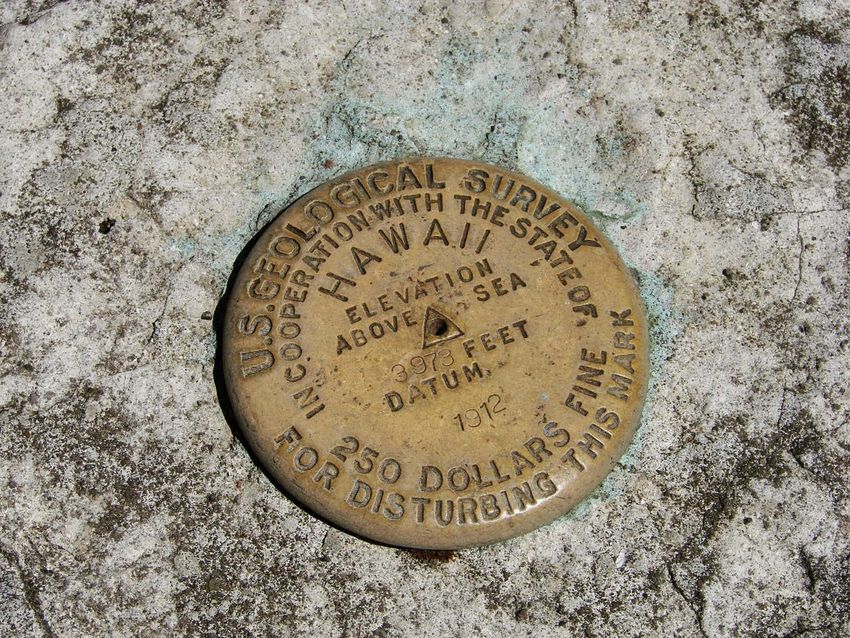 U.S. GEOLOGICAL SURVEY
IN COOPERATION WITH THE STATE OF
HAWAII
ELEVATION
ABOVE SEA
3973 FEET
DATUM
1912
250 DOLLARS FINE
FOR DISTURBING THIS MARK